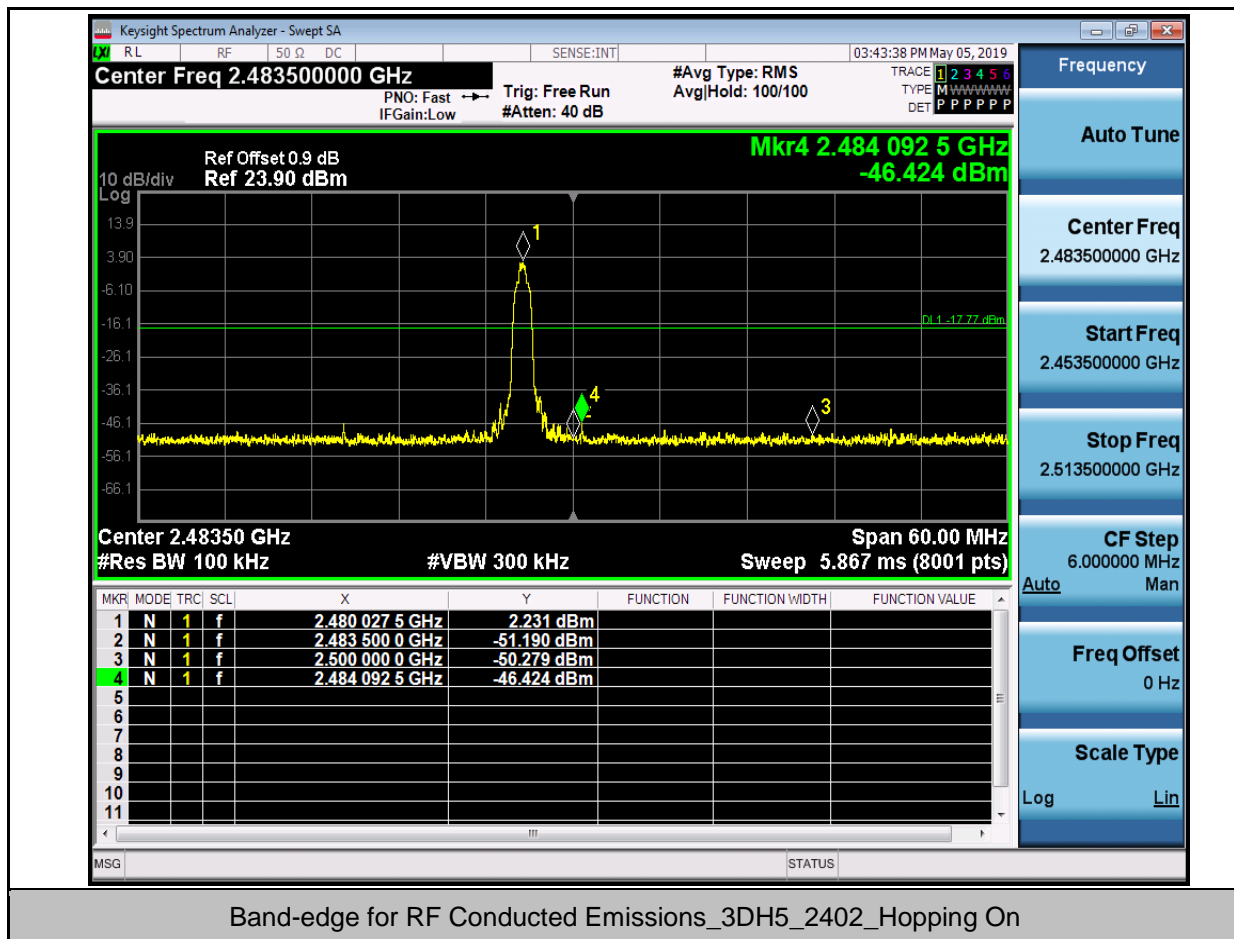 Keysight Spectrum Analyzer - Swept SA
LXI RL RF 50 Ω DC SENSE:INT 03:43:38 PM May 05, 2019
Center Freq 2.483500000 GHz
PNO: Fast
IFGain:Low
Trig: Free Run
#Atten: 40 dB
#Avg Type: RMS
Avg|Hold: 100/100
TRACE 1 2 3 4 5 6
TYPE M WWWWW
DET P P P P P P
Mkr4 2.484 092 5 GHz
-46.424 dBm
Ref Offset 0.9 dB
10 dB/div Ref 23.90 dBm
Log
13.9
3.90
-6.10
-16.1
-26.1
-36.1
-46.1
-56.1
-66.1
DL1 -17.77 dBm
1
4
3
Center 2.48350 GHz Span 60.00 MHz
#Res BW 100 kHz #VBW 300 kHz Sweep 5.867 ms (8001 pts)
MKR MODE TRC SCL X Y FUNCTION FUNCTION WIDTH FUNCTION VALUE
1 N 1 f 2.480 027 5 GHz 2.231 dBm
2 N 1 f 2.483 500 0 GHz -51.190 dBm
3 N 1 f 2.500 000 0 GHz -50.279 dBm
4 N 1 f 2.484 092 5 GHz -46.424 dBm
5
6
7
8
9
10
11
MSG STATUS
Frequency
Auto Tune
Center Freq
2.483500000 GHz
Start Freq
2.453500000 GHz
Stop Freq
2.513500000 GHz
CF Step
6.000000 MHz
Auto Man
Freq Offset
0 Hz
Scale Type
Log Lin
Band-edge for RF Conducted Emissions_3DH5_2402_Hopping On